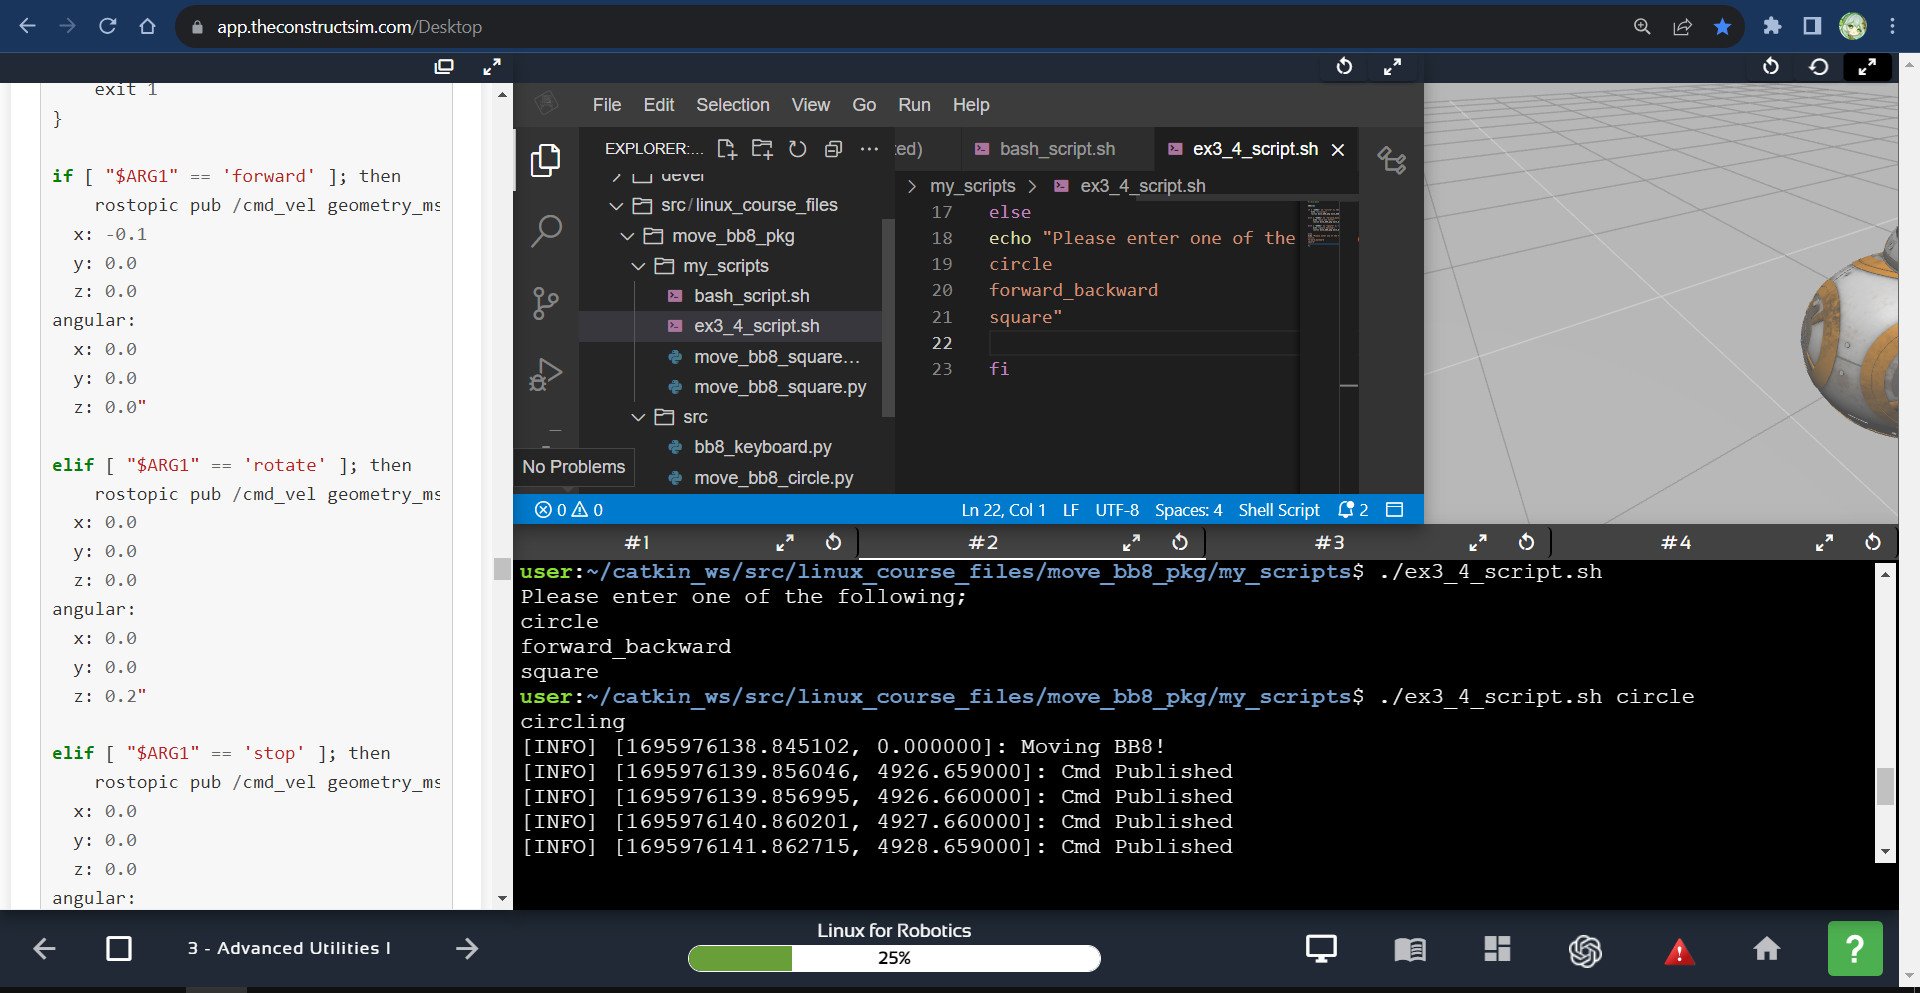 app.theconstructsim.com/Desktop
exit 1
}
if [ "$ARG1" == 'forward' ]; then
rostopic pub /cmd_vel geometry_ms
x: -0.1
y: 0.0
z: 0.0
angular:
x: 0.0
y: 0.0
z: 0.0"
elif [ "$ARG1" == 'rotate' ]; then
rostopic pub /cmd_vel geometry_ms
x: 0.0
y: 0.0
z: 0.0
angular:
x: 0.0
y: 0.0
z: 0.2"
elif [ "$ARG1" == 'stop' ]; then
rostopic pub /cmd_vel geometry_ms
x: 0.0
y: 0.0
z: 0.0
angular:
File Edit Selection View Go Run Help
EXPLORER:...
devel
src/linux_course_files
move_bb8_pkg
my_scripts
bash_script.sh
ex3_4_script.sh
move_bb8_square...
move_bb8_square.py
src
bb8_keyboard.py
move_bb8_circle.py
No Problems
ed) bash_script.sh ex3_4_script.sh
my_scripts > ex3_4_script.sh
17 else
18 echo "Please enter one of the
19 circle
20 forward_backward
21 square"
22
23 fi
0 0 Ln 22, Col 1 LF UTF-8 Spaces: 4 Shell Script 2
#1 #2 #3 #4
user:~/catkin_ws/src/linux_course_files/move_bb8_pkg/my_scripts$ ./ex3_4_script.sh
Please enter one of the following;
circle
forward_backward
square
user:~/catkin_ws/src/linux_course_files/move_bb8_pkg/my_scripts$ ./ex3_4_script.sh circle
circling
[INFO] [1695976138.845102, 0.000000]: Moving BB8!
[INFO] [1695976139.856046, 4926.659000]: Cmd Published
[INFO] [1695976139.856995, 4926.660000]: Cmd Published
[INFO] [1695976140.860201, 4927.660000]: Cmd Published
[INFO] [1695976141.862715, 4928.659000]: Cmd Published
3 - Advanced Utilities I
Linux for Robotics
25%
?